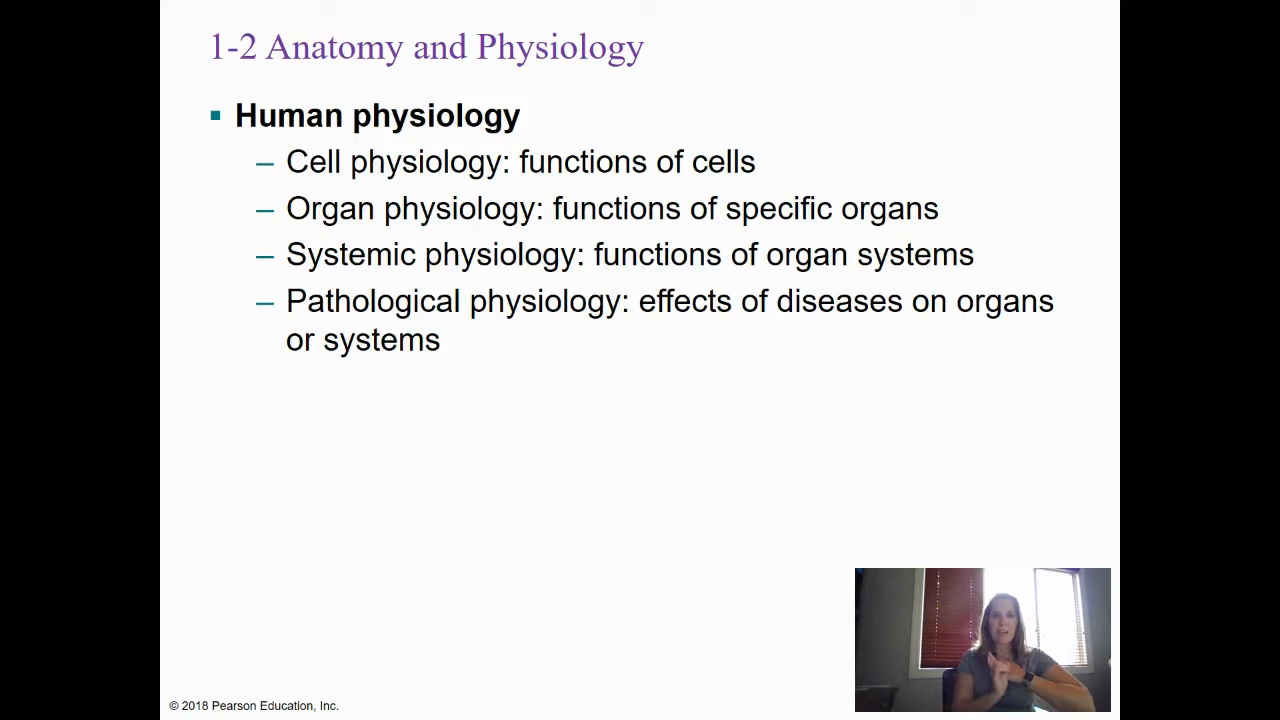 1-2 Anatomy and Physiology
▪ Human physiology
– Cell physiology: functions of cells
– Organ physiology: functions of specific organs
– Systemic physiology: functions of organ systems
– Pathological physiology: effects of diseases on organs
or systems
© 2018 Pearson Education, Inc.